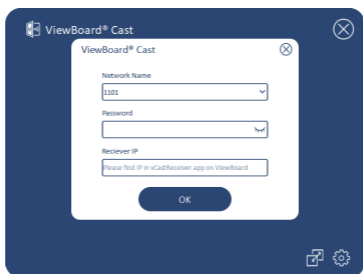 ViewBoard® Cast
ViewBoard® Cast
Network Name
1101
Password
Reciever IP
Please find IP in vCastReceiver app on ViewBoard
OK